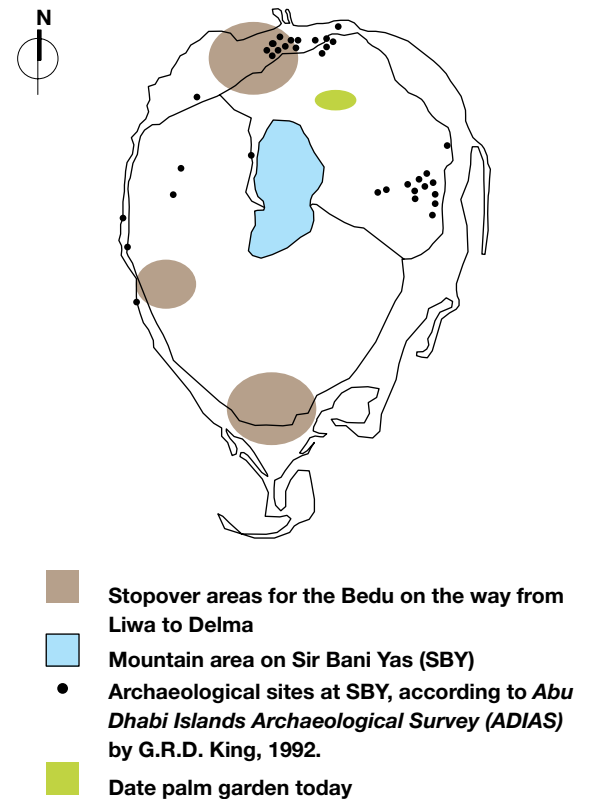 N
Stopover areas for the Bedu on the way from
Liwa to Delma
Mountain area on Sir Bani Yas (SBY)
Archaeological sites at SBY, according to Abu
Dhabi Islands Archaeological Survey (ADIAS)
by G.R.D. King, 1992.
Date palm garden today